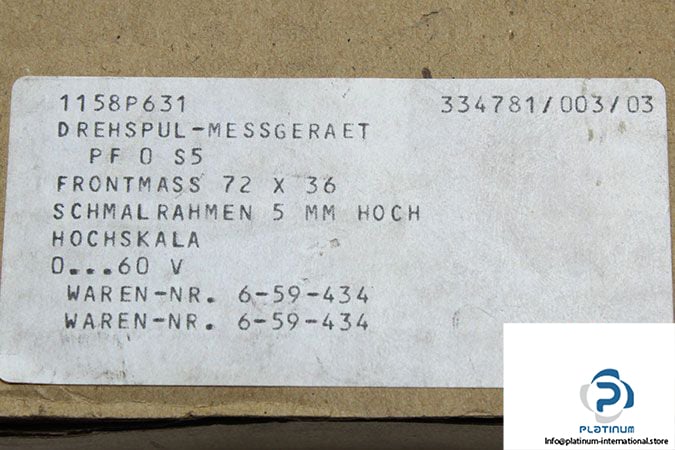 1158P631 334781/003/03
DREHSPUL-MESSGERAET
PF 0 S5
FRONTMASS 72 X 36
SCHMALRAHMEN 5 MM HOCH
HOCHSKALA
0...60 V
WAREN-NR. 6-59-434
WAREN-NR. 6-59-434
PLATINUM
Info@platinum-international.store